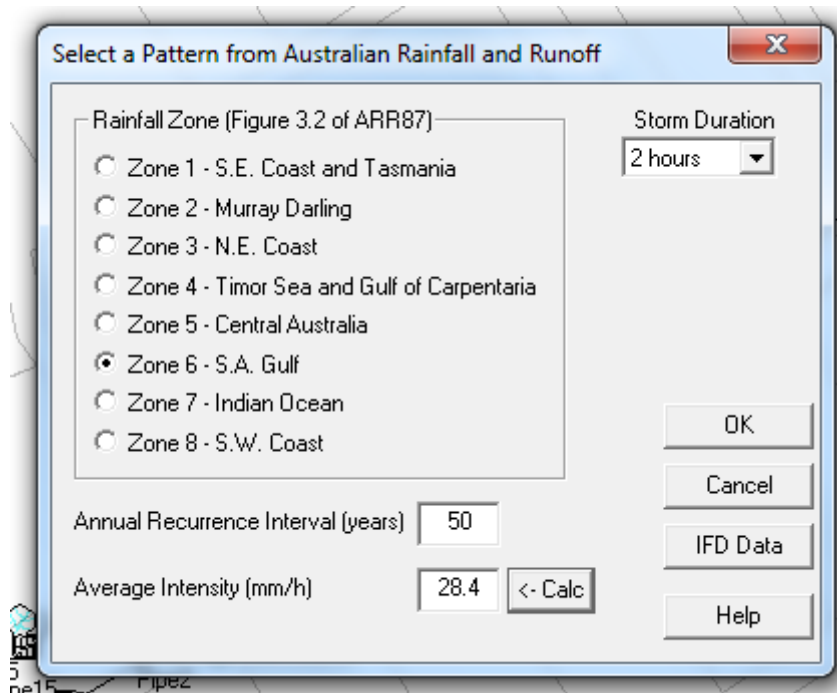 Select a Pattern from Australian Rainfall and Runoff
Rainfall Zone (Figure 3.2 of ARR87)
Storm Duration
2 hours
Zone 1 - S.E. Coast and Tasmania
Zone 2 - Murray Darling
Zone 3 - N.E. Coast
Zone 4 - Timor Sea and Gulf of Carpentaria
Zone 5 - Central Australia
Zone 6 - S.A. Gulf
Zone 7 - Indian Ocean
Zone 8 - S.W. Coast
OK
Cancel
IFD Data
Help
Annual Recurrence Interval (years) 50
Average Intensity (mm/h) 28.4 <- Calc
Pipe2